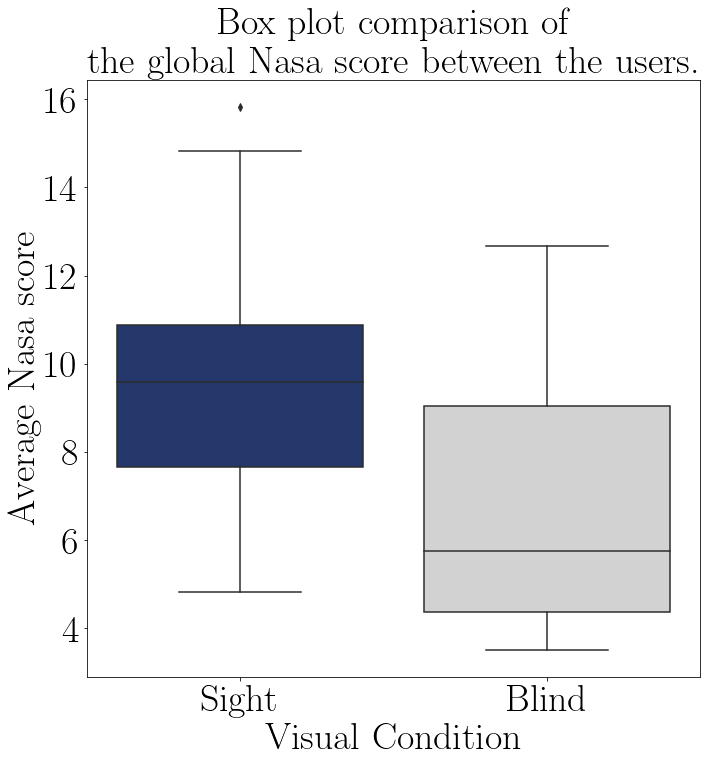 Box plot comparison of
the global Nasa score between the users.
Average Nasa score
16
14
12
10
8
6
4
Sight
Blind
Visual Condition